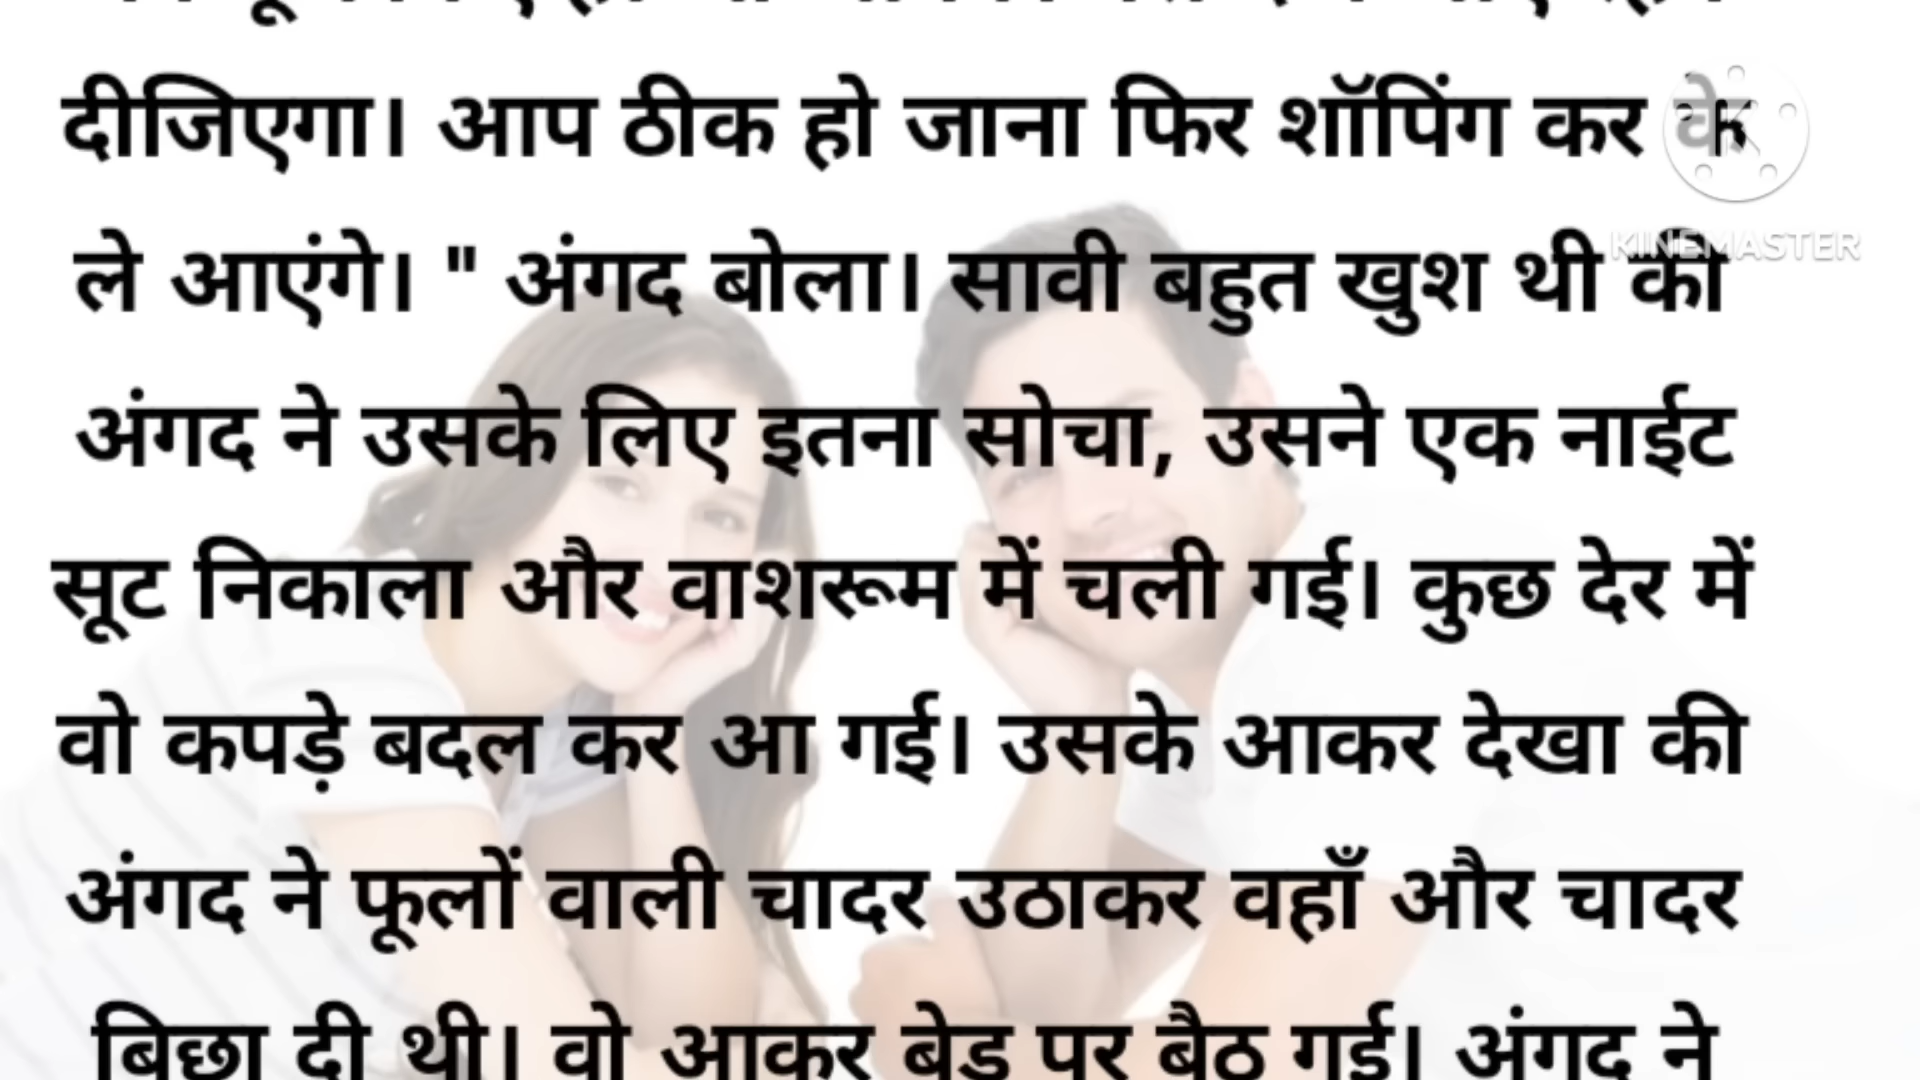 दीजिएगा। आप ठीक हो जाना फिर शॉपिंग कर के
ले आएंगे। " अंगद बोला। सावी बहुत खुश थी की
KINEMASTER
अंगद ने उसके लिए इतना सोचा, उसने एक नाईट
सूट निकाला और वाशरूम में चली गई। कुछ देर में
वो कपड़े बदल कर आ गई। उसके आकर देखा की
अंगद ने फूलों वाली चादर उठाकर वहाँ और चादर
बिछा दी थी। वो आकर बेड पर बैठ गई। अंगद ने